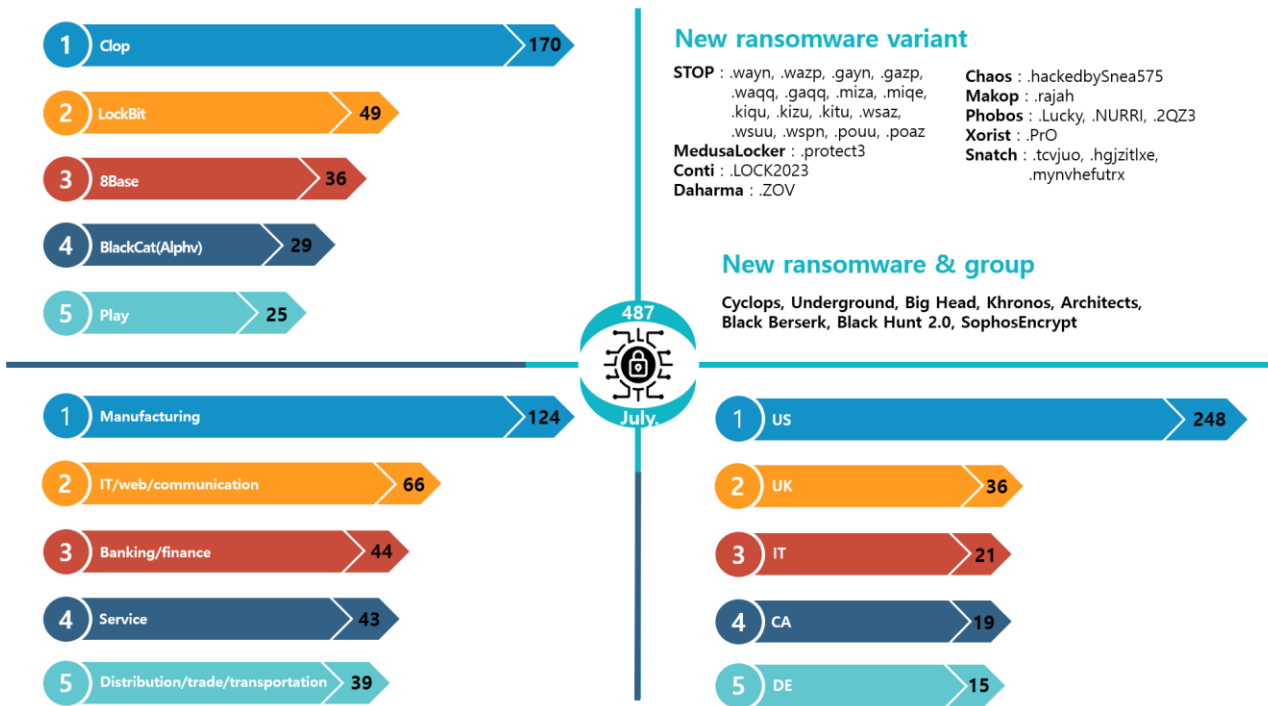 1 Clop 170
2 LockBit 49
3 8Base 36
4 BlackCat(Alphv) 29
5 Play 25
New ransomware variant
STOP : .wayn, .wazp, .gayn, .gazp,
.waqq, .gaqq, .miza, .miqe,
.kiqu, .kizu, .kitu, .wsaz,
.wsuu, .wspn, .pouu, .poaz
MedusaLocker : .protect3
Conti : .LOCK2023
Daharma : .ZOV
Chaos : .hackedbySnea575
Makop : .rajah
Phobos : .Lucky, .NURRI, .2QZ3
Xorist : .PrO
Snatch : .tcvjuo, .hgjzitlxe,
.mynvhefutrx
New ransomware & group
Cyclops, Underground, Big Head, Khronos, Architects,
Black Berserk, Black Hunt 2.0, SophosEncrypt
487
July.
1 Manufacturing 124
2 IT/web/communication 66
3 Banking/finance 44
4 Service 43
5 Distribution/trade/transportation 39
1 US 248
2 UK 36
3 IT 21
4 CA 19
5 DE 15